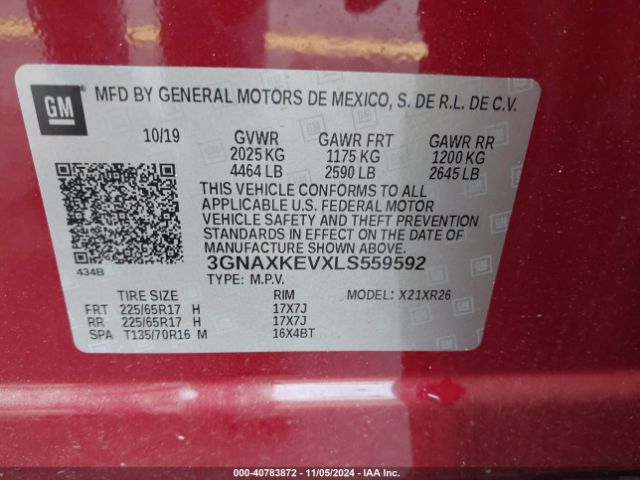 GM
MFD BY GENERAL MOTORS DE MEXICO, S. DE R.L. DE C.V.
10/19 GVWR GAWR FRT GAWR RR
2025 KG 1175 KG 1200 KG
4464 LB 2590 LB 2645 LB
THIS VEHICLE CONFORMS TO ALL
APPLICABLE U.S. FEDERAL MOTOR
VEHICLE SAFETY AND THEFT PREVENTION
STANDARDS IN EFFECT ON THE DATE OF
MANUFACTURE SHOWN ABOVE.
434B
3GNAXKEVXLS559592
TYPE: M.P.V. MODEL: X21XR26
TIRE SIZE RIM
FRT 225/65R17 H 17X7J
RR 225/65R17 H 17X7J
SPA T135/70R16 M 16X4BT
000-40783872 - 11/05/2024 - IAA Inc.